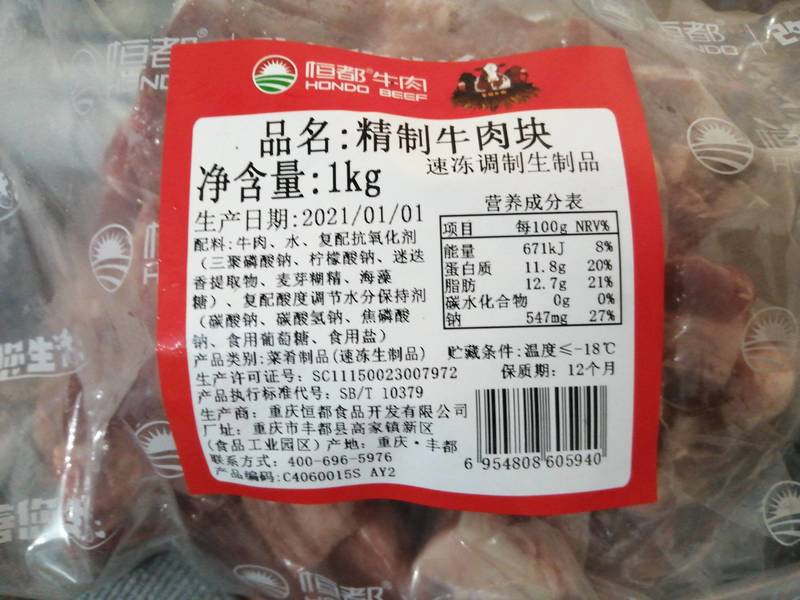 恒都®牛肉
HONDO BEEF
品名:精制牛肉块
速冻调制生制品
净含量:1kg
生产日期:2021/01/01
配料:牛肉、水、复配抗氧化剂
（三聚磷酸钠、柠檬酸钠、迷迭
香提取物、麦芽糊精、海藻
糖）、复配酸度调节水分保持剂
（碳酸钠、碳酸氢钠、焦磷酸
钠、食用葡萄糖、食用盐）
营养成分表
项目 每100g NRV%
能量 671kJ 8%
蛋白质 11.8g 20%
脂肪 12.7g 21%
碳水化合物 0g 0%
钠 547mg 27%
产品类别:菜肴制品(速冻生制品)
贮藏条件:温度≤-18℃
生产许可证号: SC11150023007972
保质期: 12个月
产品执行标准代号: SB/T 10379
生产商: 重庆恒都食品开发有限公司
厂址: 重庆市丰都县高家镇新区
(食品工业园区) 产地: 重庆·丰都
联系方式: 400-696-5976
产品编码:C4060015S AY2
6 954808 605940
恒都
HONDO
恒都
HONDO
恒都